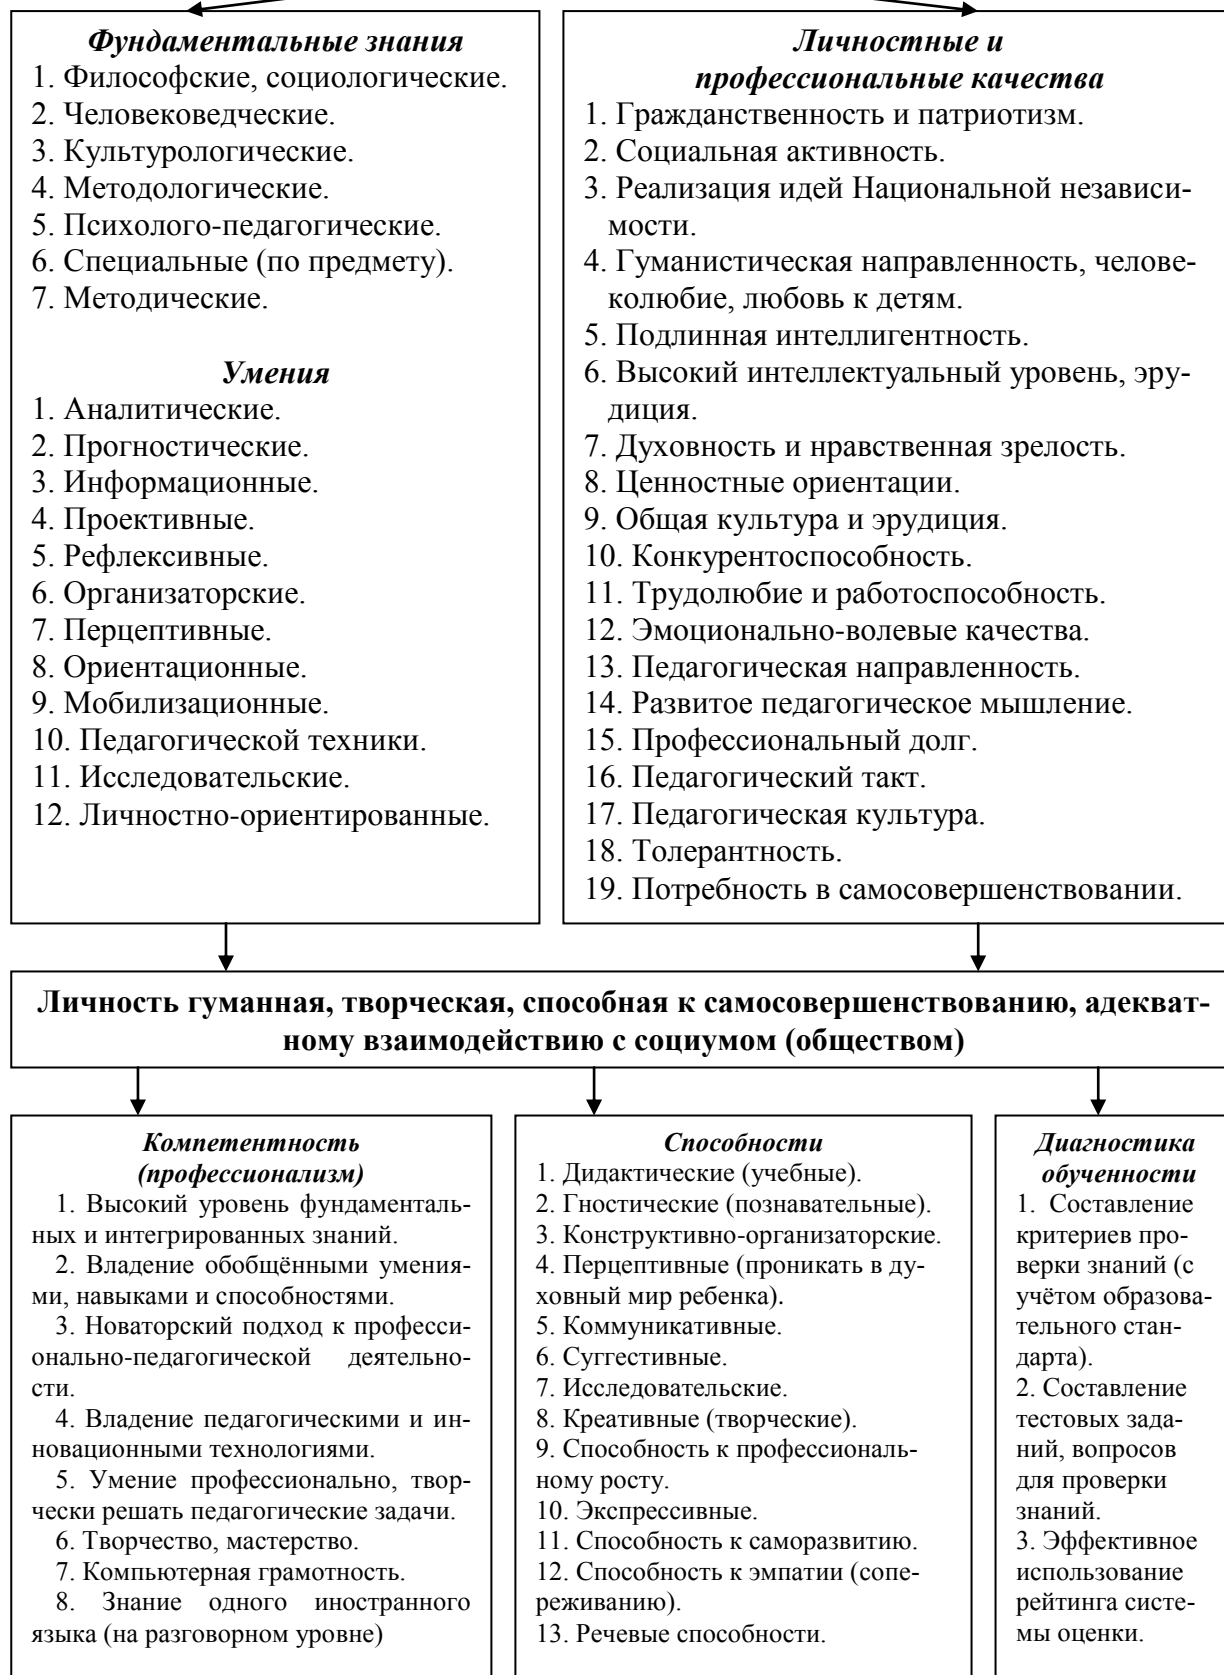 Фундаментальные знания
1. Философские, социологические.
2. Человековедческие.
3. Культурологические.
4. Методологические.
5. Психолого-педагогические.
6. Специальные (по предмету).
7. Методические.
Умения
1. Аналитические.
2. Прогностические.
3. Информационные.
4. Проективные.
5. Рефлексивные.
6. Организаторские.
7. Перцептивные.
8. Ориентационные.
9. Мобилизационные.
10. Педагогической техники.
11. Исследовательские.
12. Личностно-ориентированные.
Личностные и
профессиональные качества
1. Гражданственность и патриотизм.
2. Социальная активность.
3. Реализация идей Национальной независи-
мости.
4. Гуманистическая направленность, челове-
колюбие, любовь к детям.
5. Подлинная интеллигентность.
6. Высокий интеллектуальный уровень, эру-
диция.
7. Духовность и нравственная зрелость.
8. Ценностные ориентации.
9. Общая культура и эрудиция.
10. Конкурентоспособность.
11. Трудолюбие и работоспособность.
12. Эмоционально-волевые качества.
13. Педагогическая направленность.
14. Развитое педагогическое мышление.
15. Профессиональный долг.
16. Педагогический такт.
17. Педагогическая культура.
18. Толерантность.
19. Потребность в самосовершенствовании.
Личность гуманная, творческая, способная к самосовершенствованию, адекват-
ному взаимодействию с социумом (обществом)
Компетентность
(профессионализм)
1. Высокий уровень фундаменталь-
ных и интегрированных знаний.
2. Владение обобщёнными умения-
ми, навыками и способностями.
3. Новаторский подход к професси-
онально-педагогической деятельно-
сти.
4. Владение педагогическими и ин-
новационными технологиями.
5. Умение профессионально, твор-
чески решать педагогические задачи.
6. Творчество, мастерство.
7. Компьютерная грамотность.
8. Знание одного иностранного
языка (на разговорном уровне)
Способности
1. Дидактические (учебные).
2. Гностические (познавательные).
3. Конструктивно-организаторские.
4. Перцептивные (проникать в ду-
ховный мир ребенка).
5. Коммуникативные.
6. Суггестивные.
7. Исследовательские.
8. Креативные (творческие).
9. Способность к профессиональ-
ному росту.
10. Экспрессивные.
11. Способность к саморазвитию.
12. Способность к эмпатии (сопе-
реживанию).
13. Речевые способности.
Диагностика
обученности
1. Составление
критериев про-
верки знаний (с
учётом образова-
тельного стан-
дарта).
2. Составление
тестовых зада-
ний, вопросов
для проверки
знаний.
3. Эффективное
использование
рейтинга систе-
мы оценки.